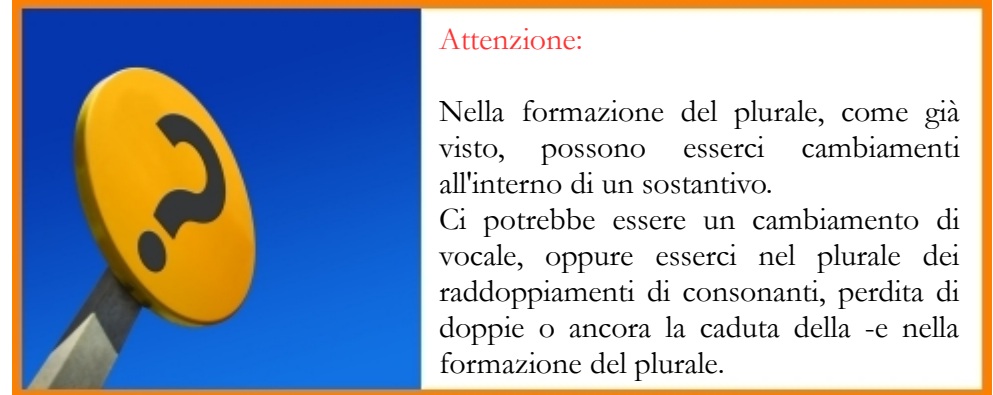 Attenzione:
Nella formazione del plurale, come già
visto, possono esserci cambiamenti
all'interno di un sostantivo.
Ci potrebbe essere un cambiamento di
vocale, oppure esserci nel plurale dei
raddoppiamenti di consonanti, perdita di
doppie o ancora la caduta della -e nella
formazione del plurale.
?